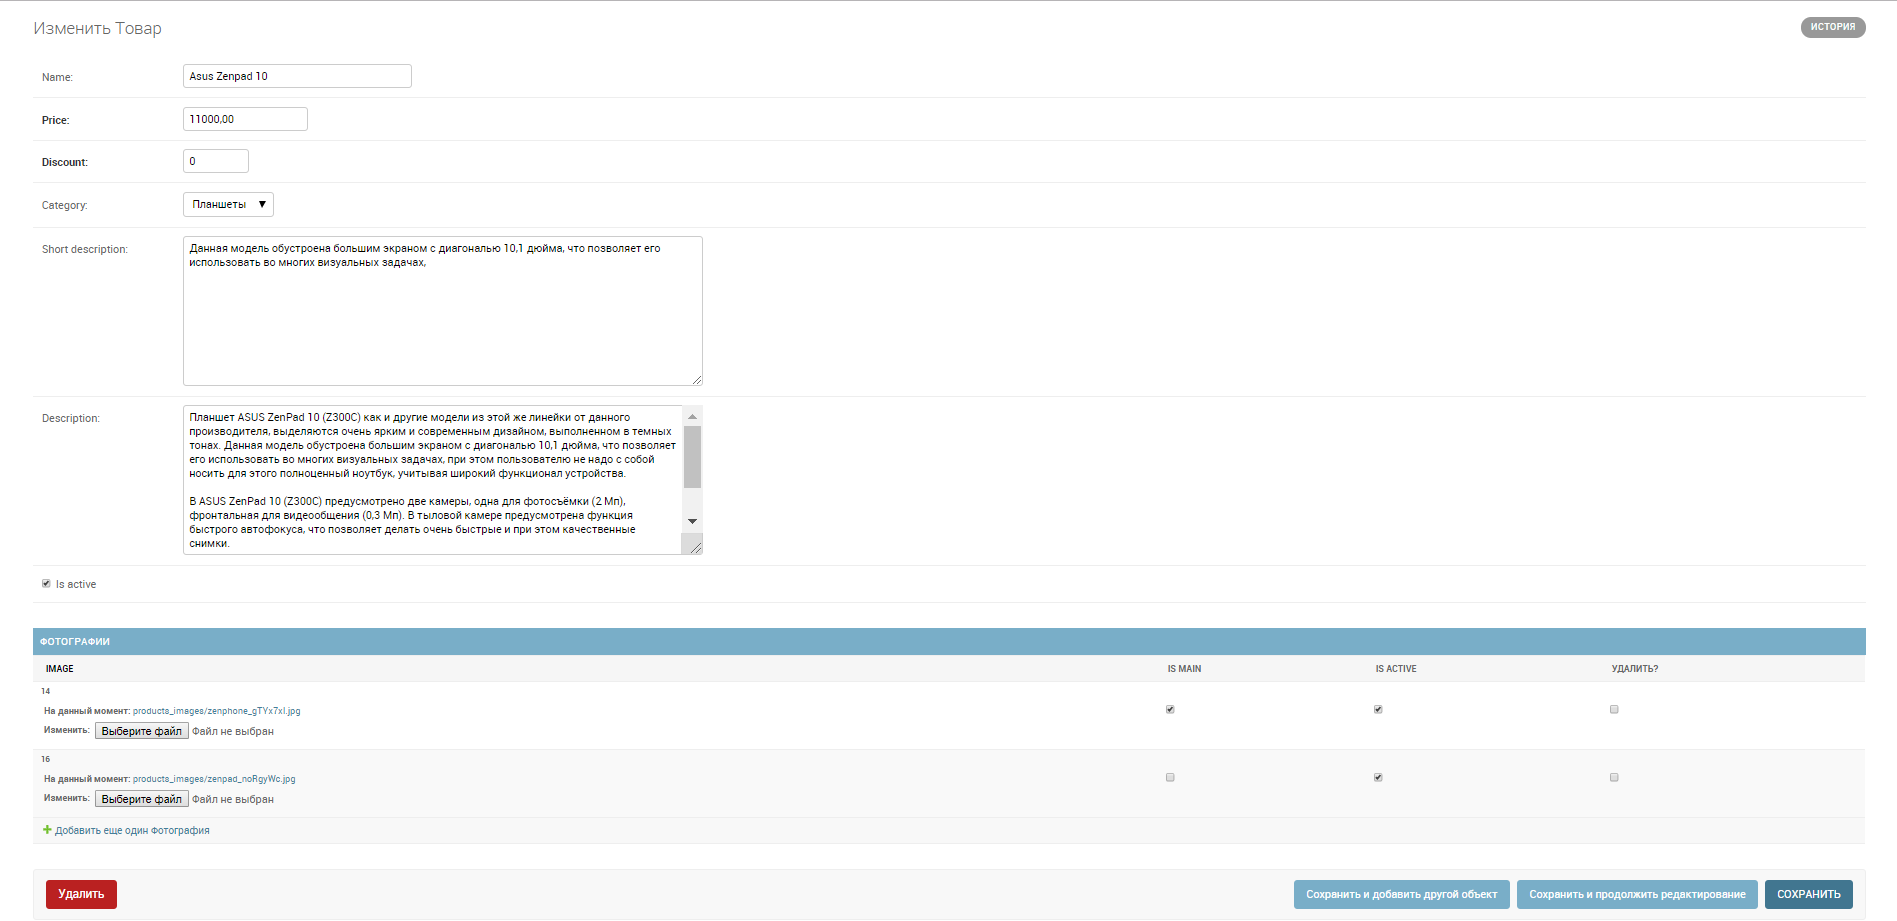 Изменить Товар
ИСТОРИЯ
Name:
Asus Zenpad 10
Price:
11000,00
Discount:
0
Category:
Планшеты
Short description:
Данная модель обустроена большим экраном с диагональю 10,1 дюйма, что позволяет его
использовать во многих визуальных задачах,
Description:
Планшет ASUS ZenPad 10 (Z300C) как и другие модели из этой же линейки от данного
производителя, выделяются очень ярким и современным дизайном, выполненном в темных
тонах. Данная модель обустроена большим экраном с диагональю 10,1 дюйма, что позволяет
его использовать во многих визуальных задачах, при этом пользователю не надо с собой
носить для этого полноценный ноутбук, учитывая широкий функционал устройства.
В ASUS ZenPad 10 (Z300C) предусмотрено две камеры, одна для фотосъёмки (2 Мп),
фронтальная для видеообщения (0,3 Мп). В тыловой камере предусмотрена функция
быстрого автофокуса, что позволяет делать очень быстрые и при этом качественные
снимки.
Is active
ФОТОГРАФИИ
IMAGE IS MAIN IS ACTIVE УДАЛИТЬ?
14
На данный момент: products_images/zenphone_gTYx7xI.jpg
Изменить: Выберите файл Файл не выбран
16
На данный момент: products_images/zenpad_noRgyWc.jpg
Изменить: Выберите файл Файл не выбран
Добавить еще один Фотография
Удалить
Сохранить и добавить другой объект
Сохранить и продолжить редактирование
СОХРАНИТЬ